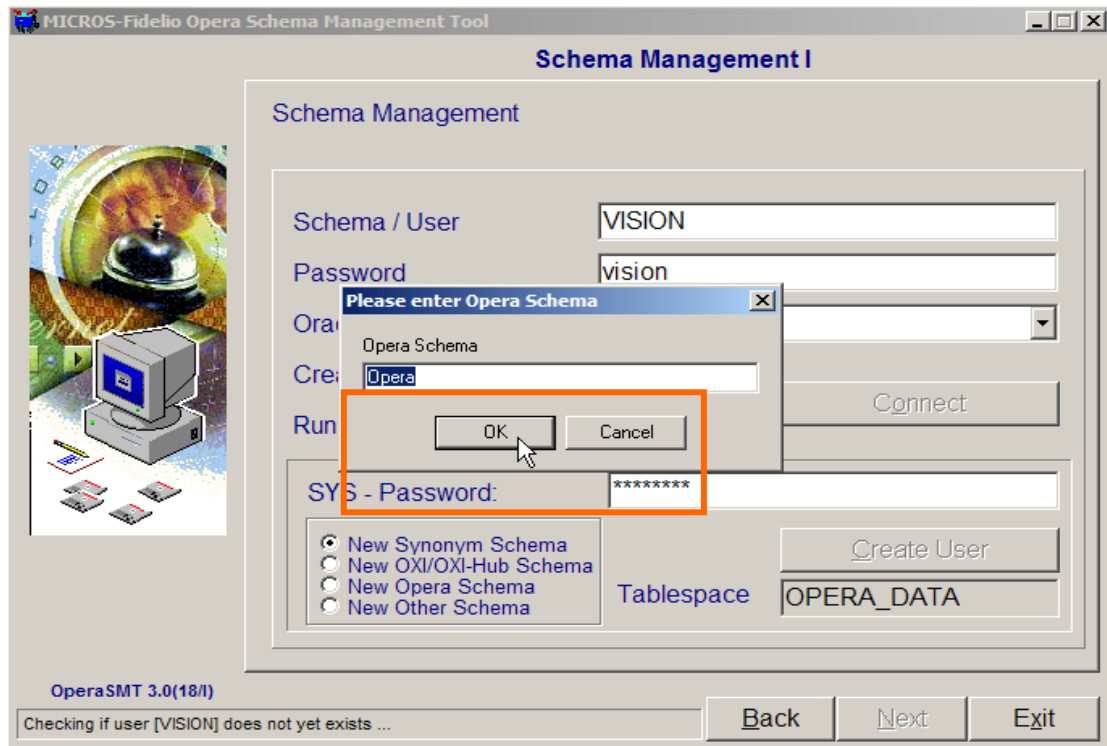 MICROS-Fidelio Opera Schema Management Tool
Schema Management I
Schema Management
Schema / User
VISION
Password
vision
Please enter Opera Schema
Opera Schema
Opera
OK
Cancel
Connect
Run
SYS - Password:
********
New Synonym Schema
New OXI/OXI-Hub Schema
New Opera Schema
New Other Schema
Create User
Tablespace
OPERA_DATA
OperaSMT 3.0(18/I)
Checking if user [VISION] does not yet exists ...
Back
Next
Exit